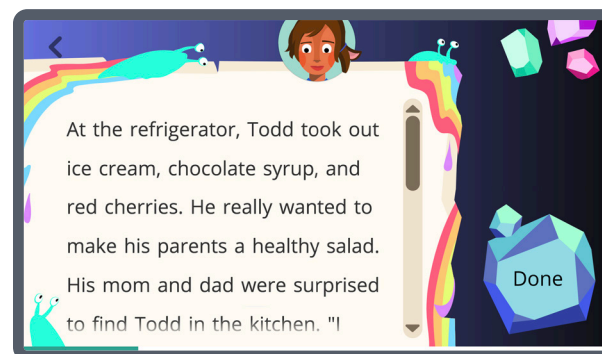 At the refrigerator, Todd took out
ice cream, chocolate syrup, and
red cherries. He really wanted to
make his parents a healthy salad.
His mom and dad were surprised
to find Todd in the kitchen. "I
Done